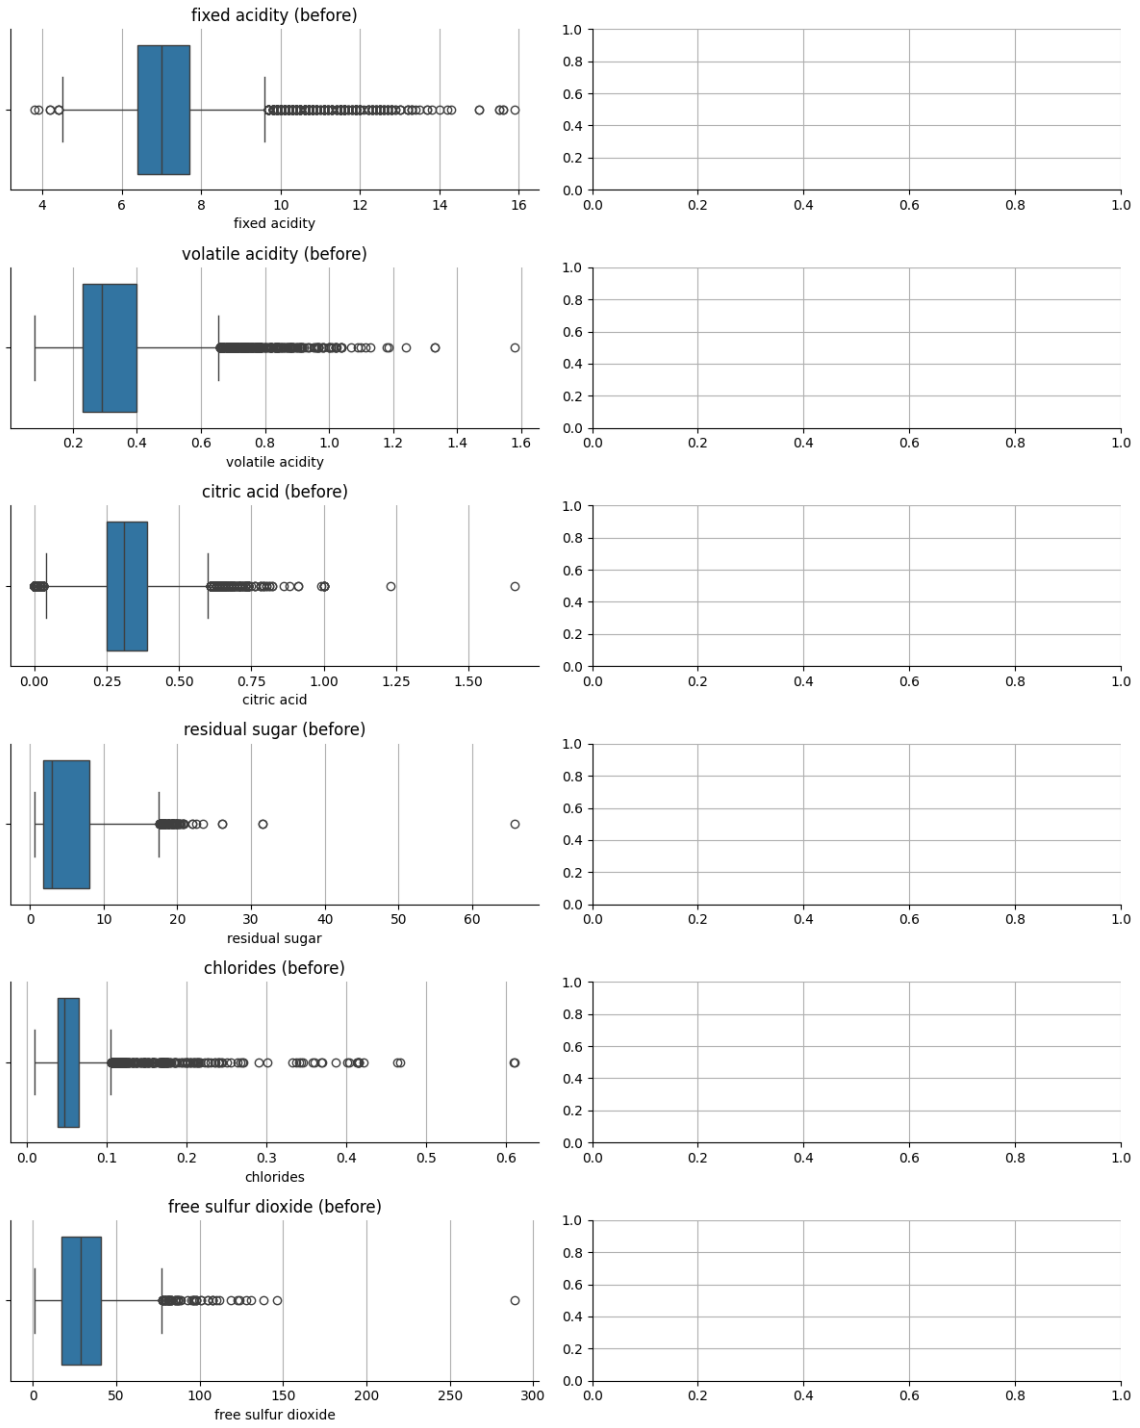 fixed acidity (before)
4 6 8 10 12 14 16
fixed acidity
1.0
0.8
0.6
0.4
0.2
0.0
0.0 0.2 0.4 0.6 0.8 1.0
volatile acidity (before)
0.2 0.4 0.6 0.8 1.0 1.2 1.4 1.6
volatile acidity
1.0
0.8
0.6
0.4
0.2
0.0
0.0 0.2 0.4 0.6 0.8 1.0
citric acid (before)
0.00 0.25 0.50 0.75 1.00 1.25 1.50
citric acid
1.0
0.8
0.6
0.4
0.2
0.0
0.0 0.2 0.4 0.6 0.8 1.0
residual sugar (before)
0 10 20 30 40 50 60
residual sugar
1.0
0.8
0.6
0.4
0.2
0.0
0.0 0.2 0.4 0.6 0.8 1.0
chlorides (before)
0.0 0.1 0.2 0.3 0.4 0.5 0.6
chlorides
1.0
0.8
0.6
0.4
0.2
0.0
0.0 0.2 0.4 0.6 0.8 1.0
free sulfur dioxide (before)
0 50 100 150 200 250 300
free sulfur dioxide
1.0
0.8
0.6
0.4
0.2
0.0
0.0 0.2 0.4 0.6 0.8 1.0